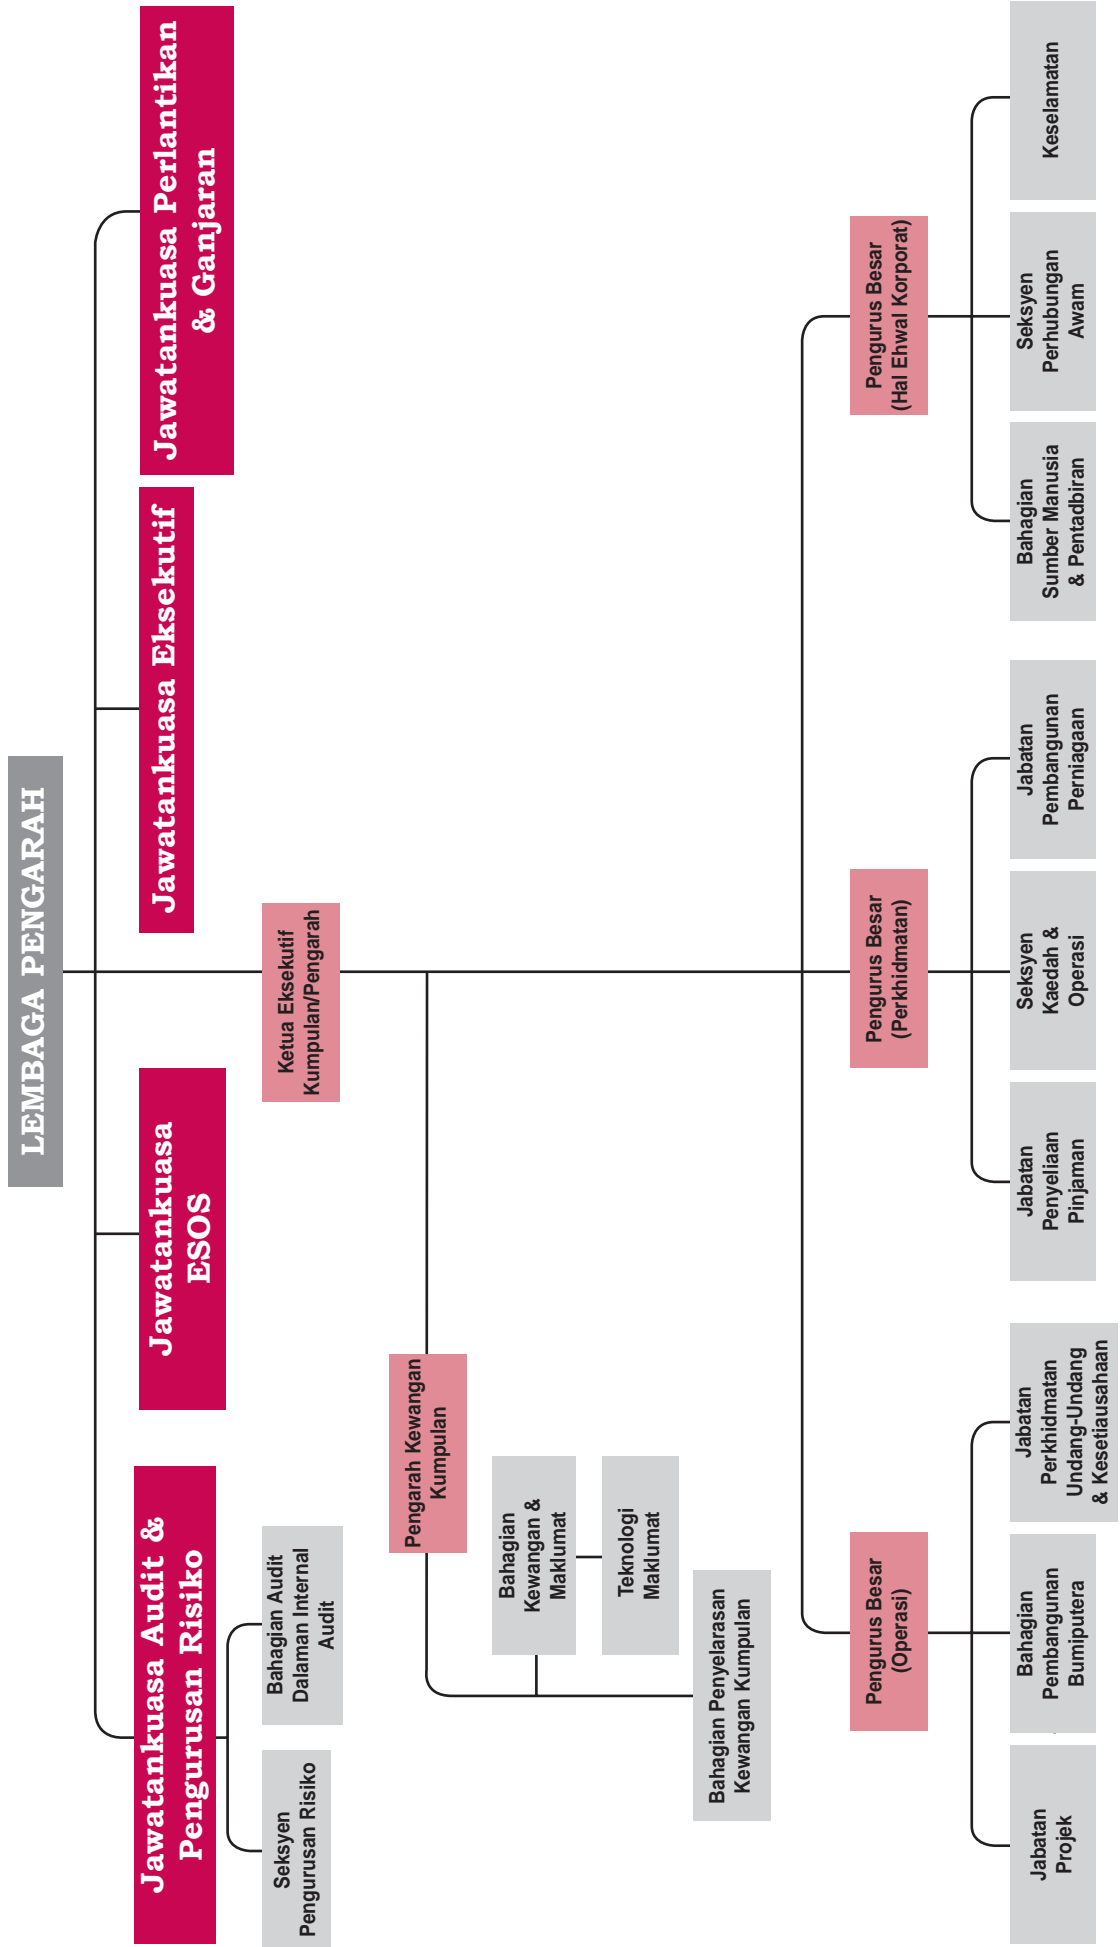 LEMBAGA PENGARAH
Jawatankuasa Audit &
Pengurusan Risiko
Jawatankuasa
ESOS
Jawatankuasa Eksekutif
Jawatankuasa Perlantikan
& Ganjaran
Seksyen
Pengurusan Risiko
Bahagian Audit
Dalaman Internal
Audit
Ketua Eksekutif
Kumpulan/Pengarah
Pengarah Kewangan
Kumpulan
Bahagian
Kewangan &
Maklumat
Teknologi
Maklumat
Bahagian Penyelarasan
Kewangan Kumpulan
Pengurus Besar
(Operasi)
Pengurus Besar
(Perkhidmatan)
Pengurus Besar
(Hal Ehwal Korporat)
Jabatan
Projek
Bahagian
Pembangunan
Bumiputera
Jabatan
Perkhidmatan
Undang-Undang
& Kesetiausahaan
Jabatan
Penyeliaan
Pinjaman
Seksyen
Kaedah &
Operasi
Jabatan
Pembangunan
Perniagaan
Bahagian
Sumber Manusia
& Pentadbiran
Seksyen
Perhubungan
Awam
Keselamatan